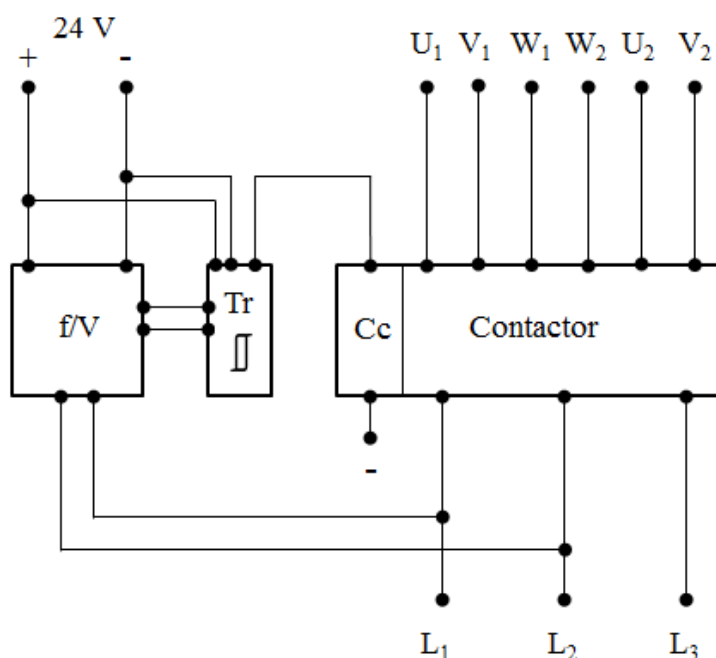 24 V
+ -
U₁ V₁ W₁ W₂ U₂ V₂
f/V Tr Cc Contactor
-
L₁ L₂ L₃